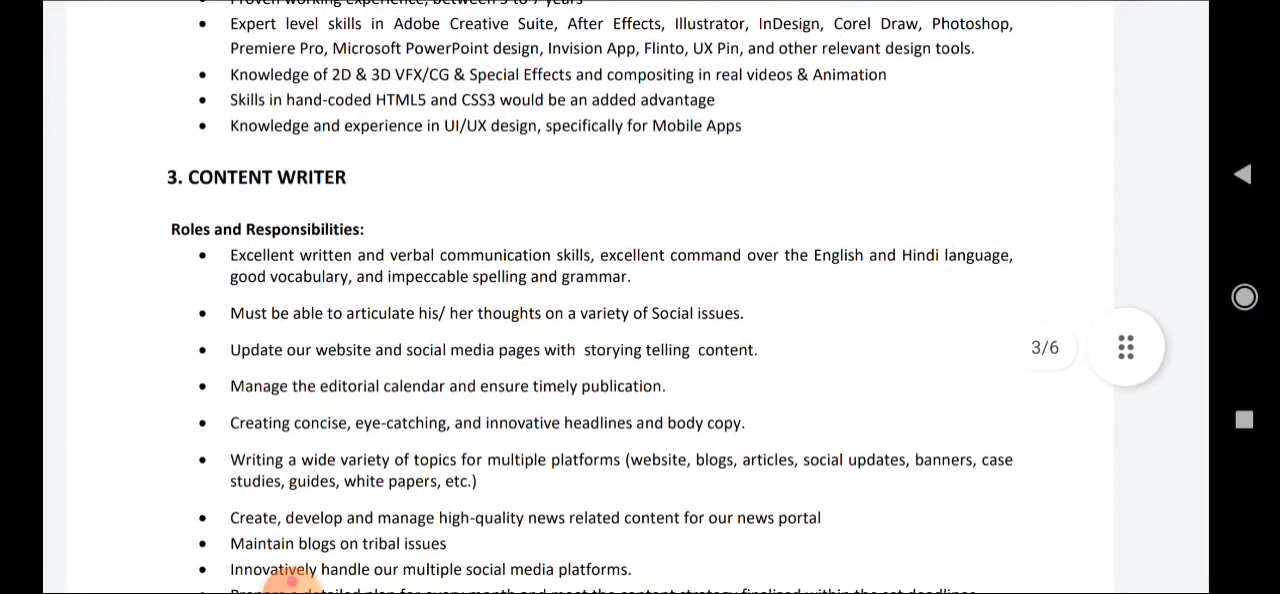 Expert level skills in Adobe Creative Suite, After Effects, Illustrator, InDesign, Corel Draw, Photoshop,
Premiere Pro, Microsoft PowerPoint design, Invision App, Flinto, UX Pin, and other relevant design tools.
Knowledge of 2D & 3D VFX/CG & Special Effects and compositing in real videos & Animation
Skills in hand-coded HTML5 and CSS3 would be an added advantage
Knowledge and experience in UI/UX design, specifically for Mobile Apps
3. CONTENT WRITER
Roles and Responsibilities:
Excellent written and verbal communication skills, excellent command over the English and Hindi language,
good vocabulary, and impeccable spelling and grammar.
Must be able to articulate his/ her thoughts on a variety of Social issues.
Update our website and social media pages with  storying telling  content.
3/6
Manage the editorial calendar and ensure timely publication.
Creating concise, eye-catching, and innovative headlines and body copy.
Writing a wide variety of topics for multiple platforms (website, blogs, articles, social updates, banners, case
studies, guides, white papers, etc.)
Create, develop and manage high-quality news related content for our news portal
Maintain blogs on tribal issues
Innovatively handle our multiple social media platforms.